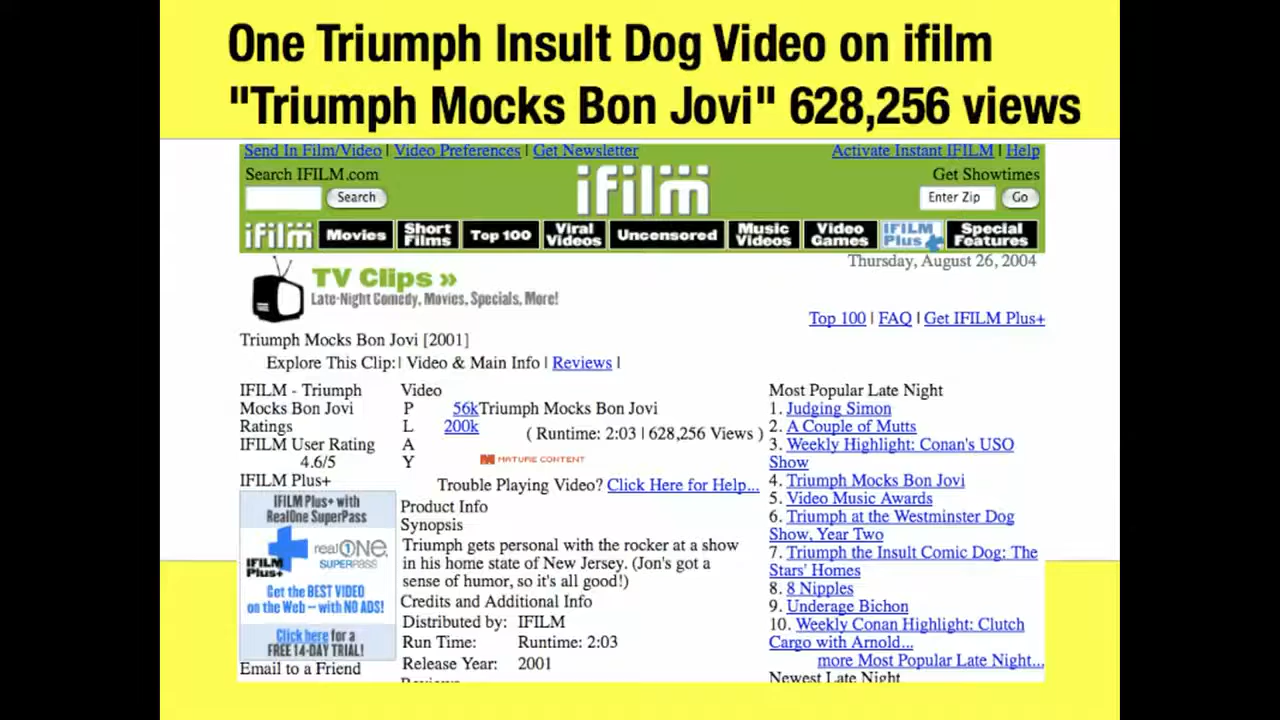 One Triumph Insult Dog Video on ifilm
"Triumph Mocks Bon Jovi" 628,256 views
Send In Film/Video | Video Preferences | Get Newsletter
Activate Instant IFILM | Help
Search IFILM.com
Search
ifilm
Get Showtimes
Enter Zip
Go
ifilm
Movies
Short Films
Top 100
Viral Videos
Uncensored
Music Videos
Video Games
IFILM Plus+
Special Features
Thursday, August 26, 2004
TV Clips »
Late-Night Comedy, Movies, Specials, More!
Top 100 | FAQ | Get IFILM Plus+
Triumph Mocks Bon Jovi [2001]
Explore This Clip:| Video & Main Info | Reviews |
IFILM - Triumph
Mocks Bon Jovi
Ratings
IFILM User Rating
4.6/5
IFILM Plus+
IFILM Plus+ with
RealOne SuperPass
IFILM
Plus+
real ONE
SUPERPASS
Get the BEST VIDEO
on the Web – with NO ADS!
Click here for a
FREE 14-DAY TRIAL!
Email to a Friend
Video
P
L
A
Y
56kTriumph Mocks Bon Jovi
200k
( Runtime: 2:03 | 628,256 Views )
M MATURE CONTENT
Trouble Playing Video? Click Here for Help...
Product Info
Synopsis
Triumph gets personal with the rocker at a show
in his home state of New Jersey. (Jon's got a
sense of humor, so it's all good!)
Credits and Additional Info
Distributed by: IFILM
Run Time: Runtime: 2:03
Release Year: 2001
Reviews
Most Popular Late Night
1. Judging Simon
2. A Couple of Mutts
3. Weekly Highlight: Conan's USO
Show
4. Triumph Mocks Bon Jovi
5. Video Music Awards
6. Triumph at the Westminster Dog
Show, Year Two
7. Triumph the Insult Comic Dog: The
Stars' Homes
8. 8 Nipples
9. Underage Bichon
10. Weekly Conan Highlight: Clutch
Cargo with Arnold...
more Most Popular Late Night...
Newest Late Night